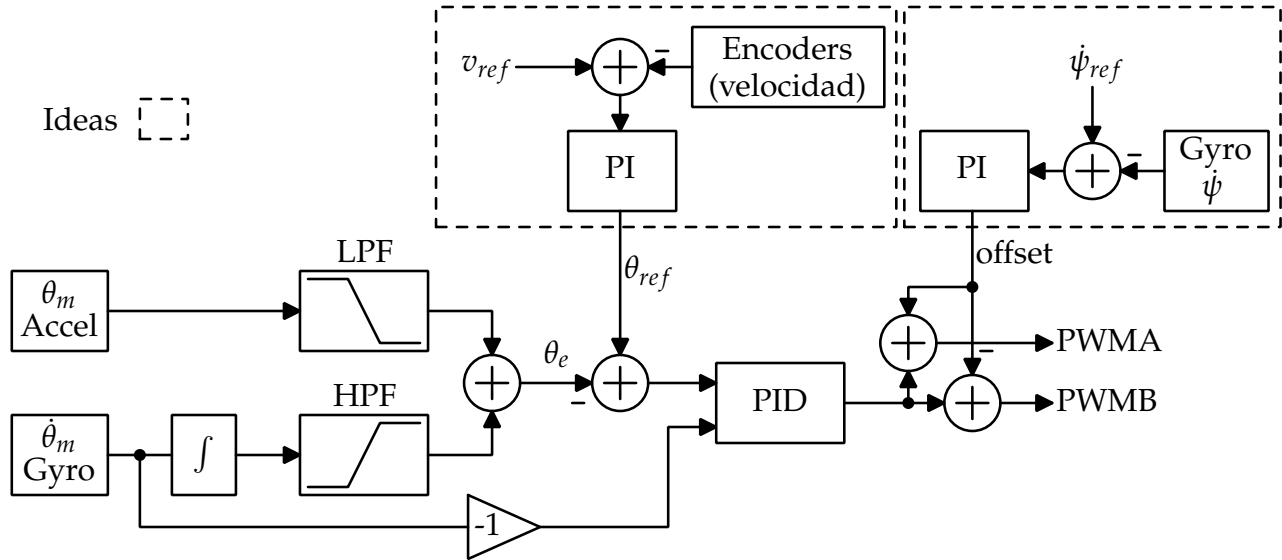 v_ref
–
Encoders
(velocidad)
ψ̇_ref
Ideas
PI
PI
–
Gyro
ψ̇
offset
LPF
θ_ref
θ_m
Accel
–
PWMA
θ_e
–
HPF
PID
PWMB
θ̇_m
Gyro
∫
-1